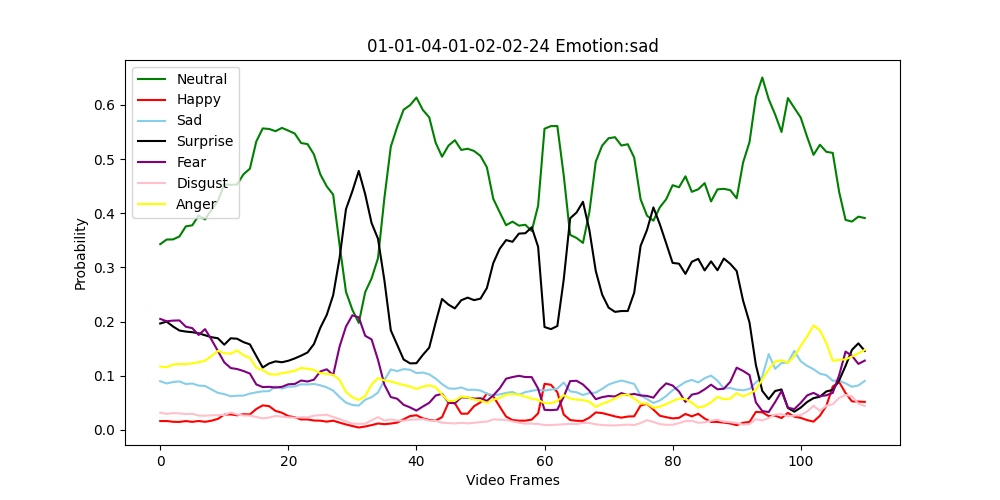 01-01-04-01-02-02-24 Emotion:sad
Neutral
Happy
Sad
Surprise
Fear
Disgust
Anger
Probability
0.6
0.5
0.4
0.3
0.2
0.1
0.0
0 20 40 60 80 100
Video Frames